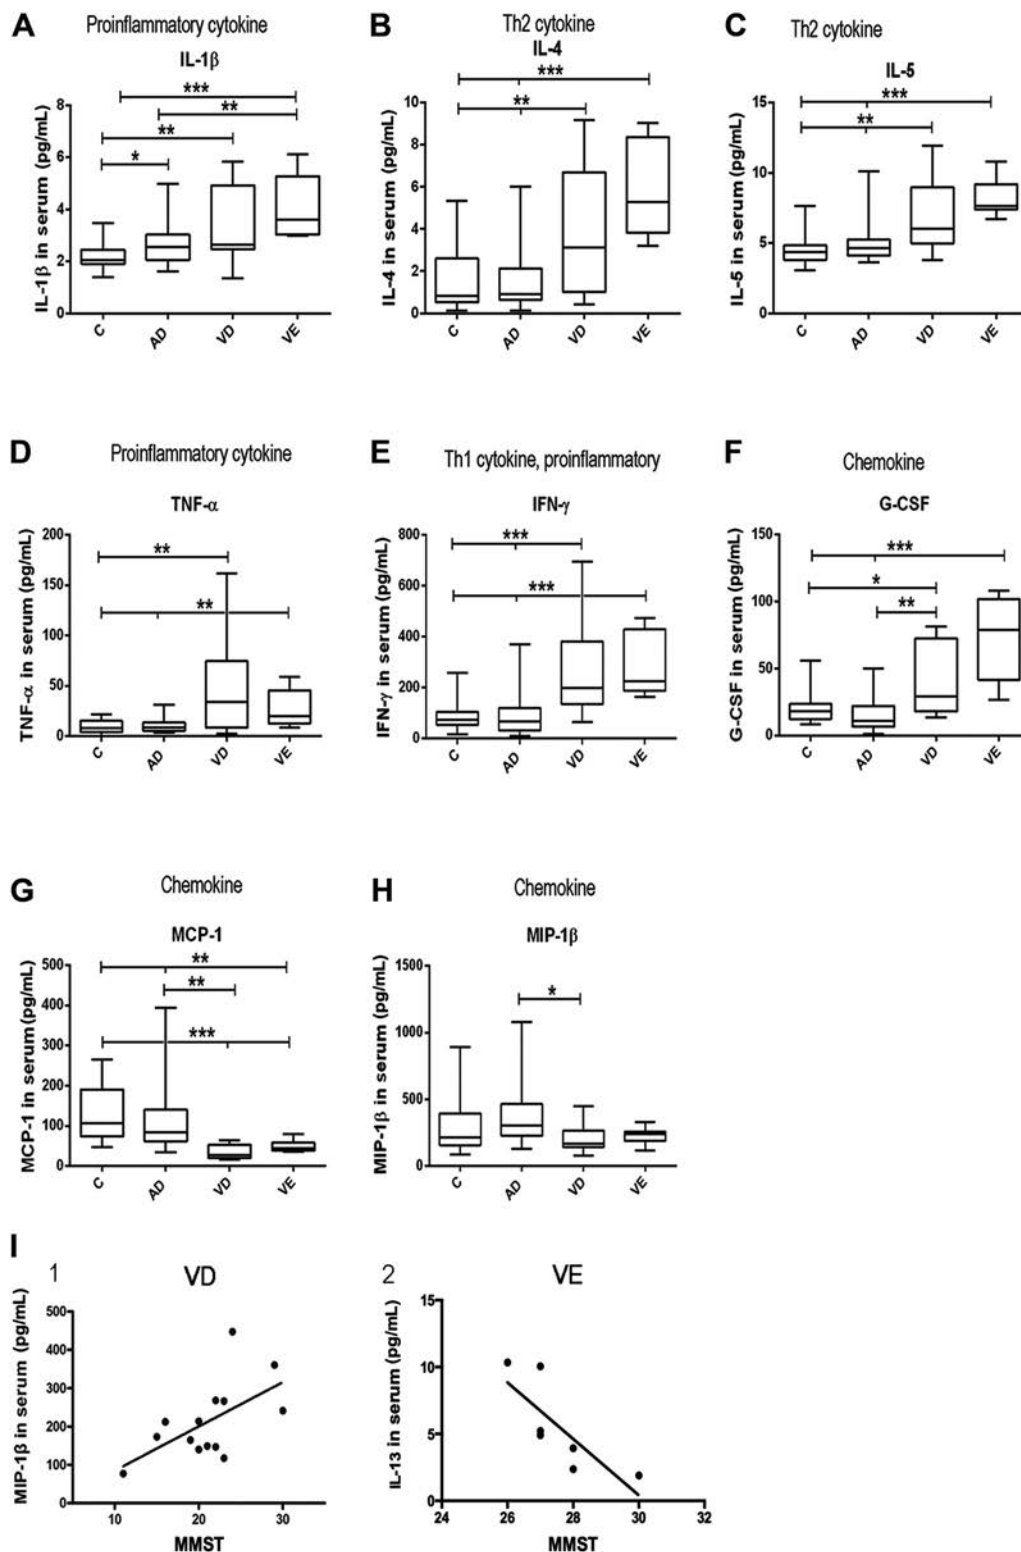 A Proinflammatory cytokine
IL-1β
***
**
**
*
IL-1β in serum (pg/mL)
8
6
4
2
0
C AD VD VE
B Th2 cytokine
IL-4
***
**
IL-4 in serum (pg/mL)
10
8
6
4
2
0
C AD VD VE
C Th2 cytokine
IL-5
***
**
IL-5 in serum (pg/mL)
15
10
5
0
C AD VD VE
D Proinflammatory cytokine
TNF-α
**
**
TNF-α in serum (pg/mL)
200
150
100
50
0
C AD VD VE
E Th1 cytokine, proinflammatory
IFN-γ
***
***
IFN-γ in serum (pg/mL)
800
600
400
200
0
C AD VD VE
F Chemokine
G-CSF
***
*
**
G-CSF in serum (pg/mL)
150
100
50
0
C AD VD VE
G Chemokine
MCP-1
**
**
***
MCP-1 in serum (pg/mL)
500
400
300
200
100
0
C AD VD VE
H Chemokine
MIP-1β
*
MIP-1β in serum (pg/mL)
1500
1000
500
0
C AD VD VE
I
1 VD
MIP-1β in serum (pg/mL)
500
400
300
200
100
0
10 20 30
MMST
2 VE
IL-13 in serum (pg/mL)
15
10
5
0
24 26 28 30 32
MMST